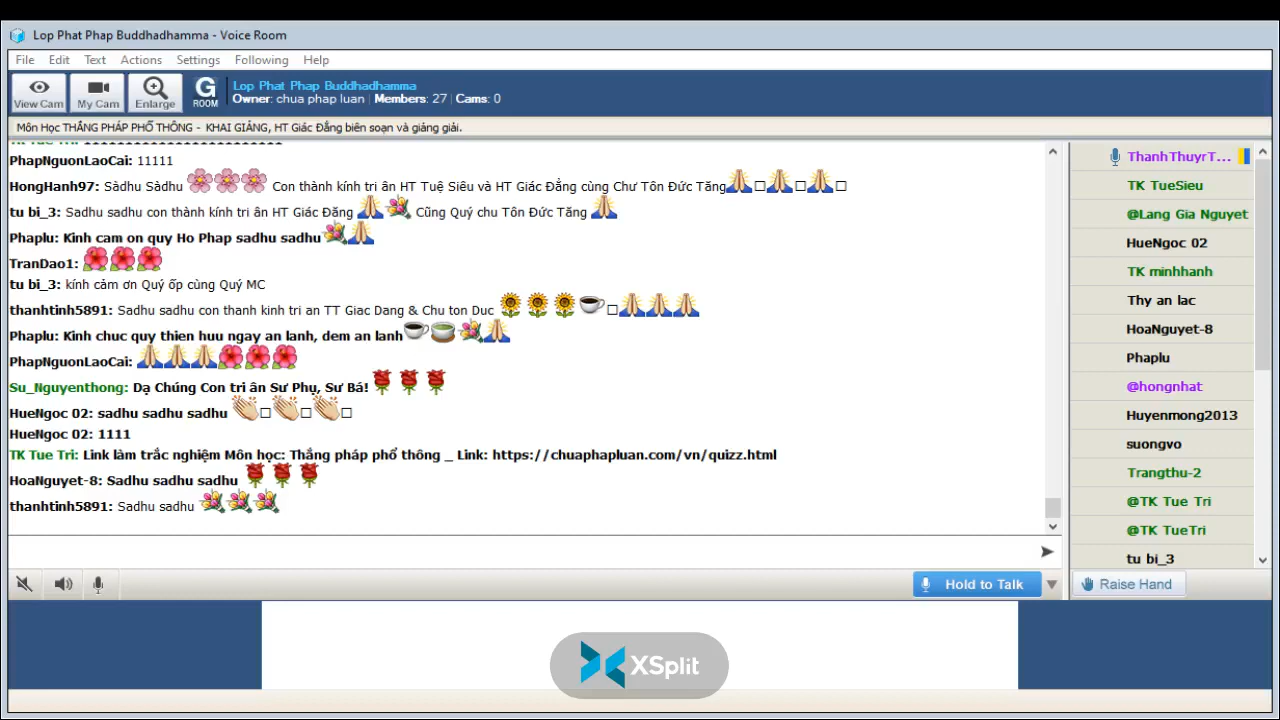 Lop Phat Phap Buddhadhamma - Voice Room
File Edit Text Actions Settings Following Help
View Cam
My Cam
Enlarge
G ROOM
Lop Phat Phap Buddhadhamma
Owner: chua phap luan | Members: 27 | Cams: 0
Môn Học THẮNG PHÁP PHỔ THÔNG - KHAI GIẢNG, HT Giác Đẳng biên soạn và giảng giải.
PhapNguonLaoCai: 11111
HongHanh97: Sàdhu Sàdhu 🌸🌸🌸 Con thành kính tri ân HT Tuệ Siêu và HT Giác Đẳng cùng Chư Tôn Đức Tăng🙏□🙏□🙏□
tu bi_3: Sadhu sadhu con thành kính tri ân HT Giác Đăng 🙏💐 Cũng Quý chu Tôn Đức Tăng 🙏
Phaplu: Kinh cam on quy Ho Phap sadhu sadhu💐🙏
TranDao1: 🌺🌺🌺
tu bi_3: kính cảm ơn Quý ốp cùng Quý MC
thanhtinh5891: Sadhu sadhu con thanh kinh tri an TT Giac Dang & Chu ton Duc 🌻🌻🌻☕□🙏🙏🙏
Phaplu: Kinh chuc quy thien huu ngay an lanh, dem an lanh☕🍵💐🙏
PhapNguonLaoCai: 🙏🙏🙏🌺🌺🌺
Su_Nguyenthong: Dạ Chúng Con tri ân Sư Phụ, Sư Bá! 🌹🌹🌹
HueNgoc 02: sadhu sadhu sadhu 👏□👏□👏□
HueNgoc 02: 1111
TK Tue Tri: Link làm trắc nghiệm Môn học: Thắng pháp phổ thông _ Link: https://chuaphapluan.com/vn/quizz.html
HoaNguyet-8: Sadhu sadhu sadhu 🌹🌹🌹
thanhtinh5891: Sadhu sadhu 💐💐💐
ThanhThuyrT...
TK TueSieu
@Lang Gia Nguyet
HueNgoc 02
TK minhhanh
Thy an lac
HoaNguyet-8
Phaplu
@hongnhat
Huyenmong2013
suongvo
Trangthu-2
@TK Tue Tri
@TK TueTri
tu bi_3
Hold to Talk
Raise Hand
XSplit